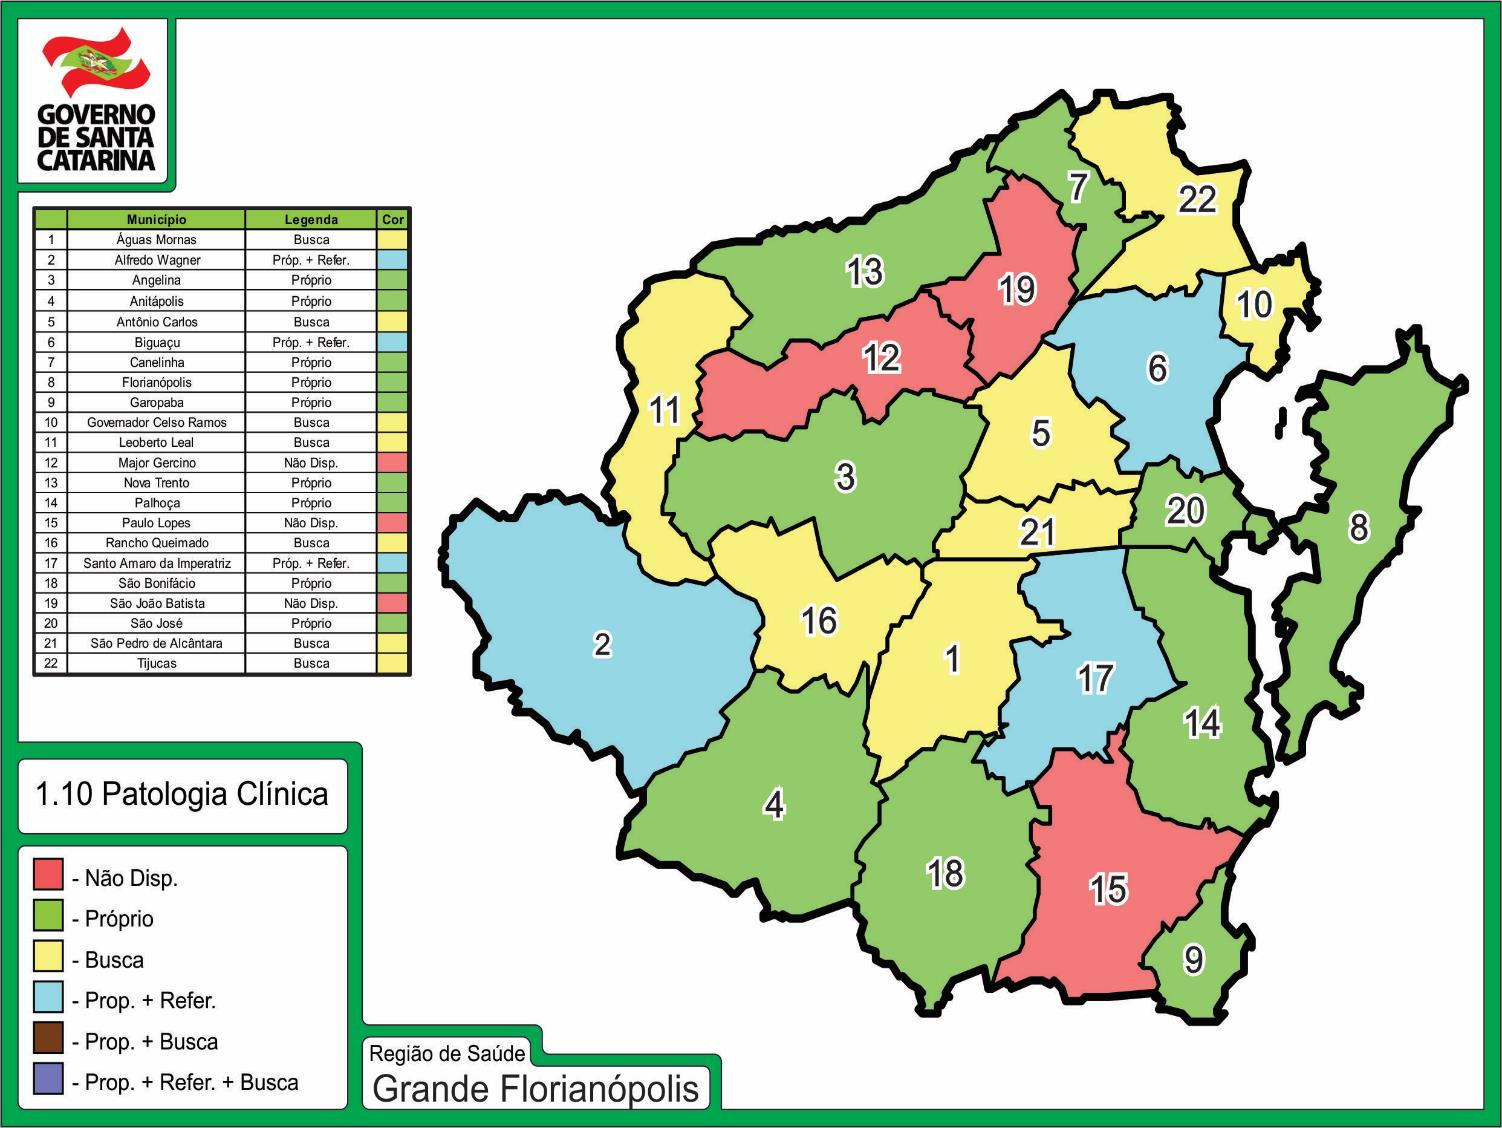 GOVERNO
DE SANTA
CATARINA
Município Legenda Cor
1 Águas Mornas Busca
2 Alfredo Wagner Próp. + Refer.
3 Angelina Próprio
4 Anitápolis Próprio
5 Antônio Carlos Busca
6 Biguaçu Próp. + Refer.
7 Canelinha Próprio
8 Florianópolis Próprio
9 Garopaba Próprio
10 Governador Celso Ramos Busca
11 Leoberto Leal Busca
12 Major Gercino Não Disp.
13 Nova Trento Próprio
14 Palhoça Próprio
15 Paulo Lopes Não Disp.
16 Rancho Queimado Busca
17 Santo Amaro da Imperatriz Próp. + Refer.
18 São Bonifácio Próprio
19 São João Batista Não Disp.
20 São José Próprio
21 São Pedro de Alcântara Busca
22 Tijucas Busca
7
22
13
19
10
12
6
11
5
3
20
21
8
16
2
1
17
14
4
18
15
9
1.10 Patologia Clínica
- Não Disp.
- Próprio
- Busca
- Prop. + Refer.
- Prop. + Busca
- Prop. + Refer. + Busca
Região de Saúde
Grande Florianópolis